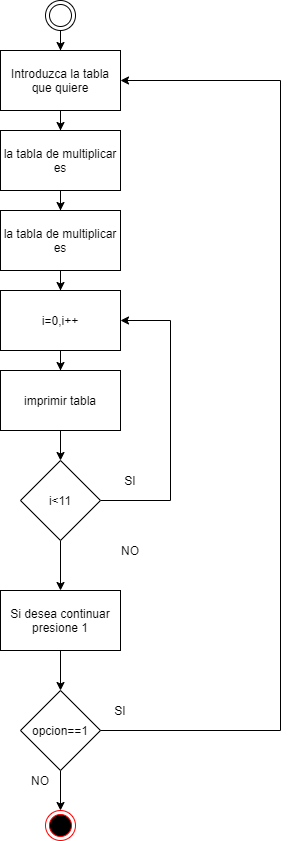 Introduzca la tabla
que quiere
la tabla de multiplicar
es
la tabla de multiplicar
es
i=0,i++
imprimir tabla
SI
i<11
NO
Si desea continuar
presione 1
SI
opcion==1
NO